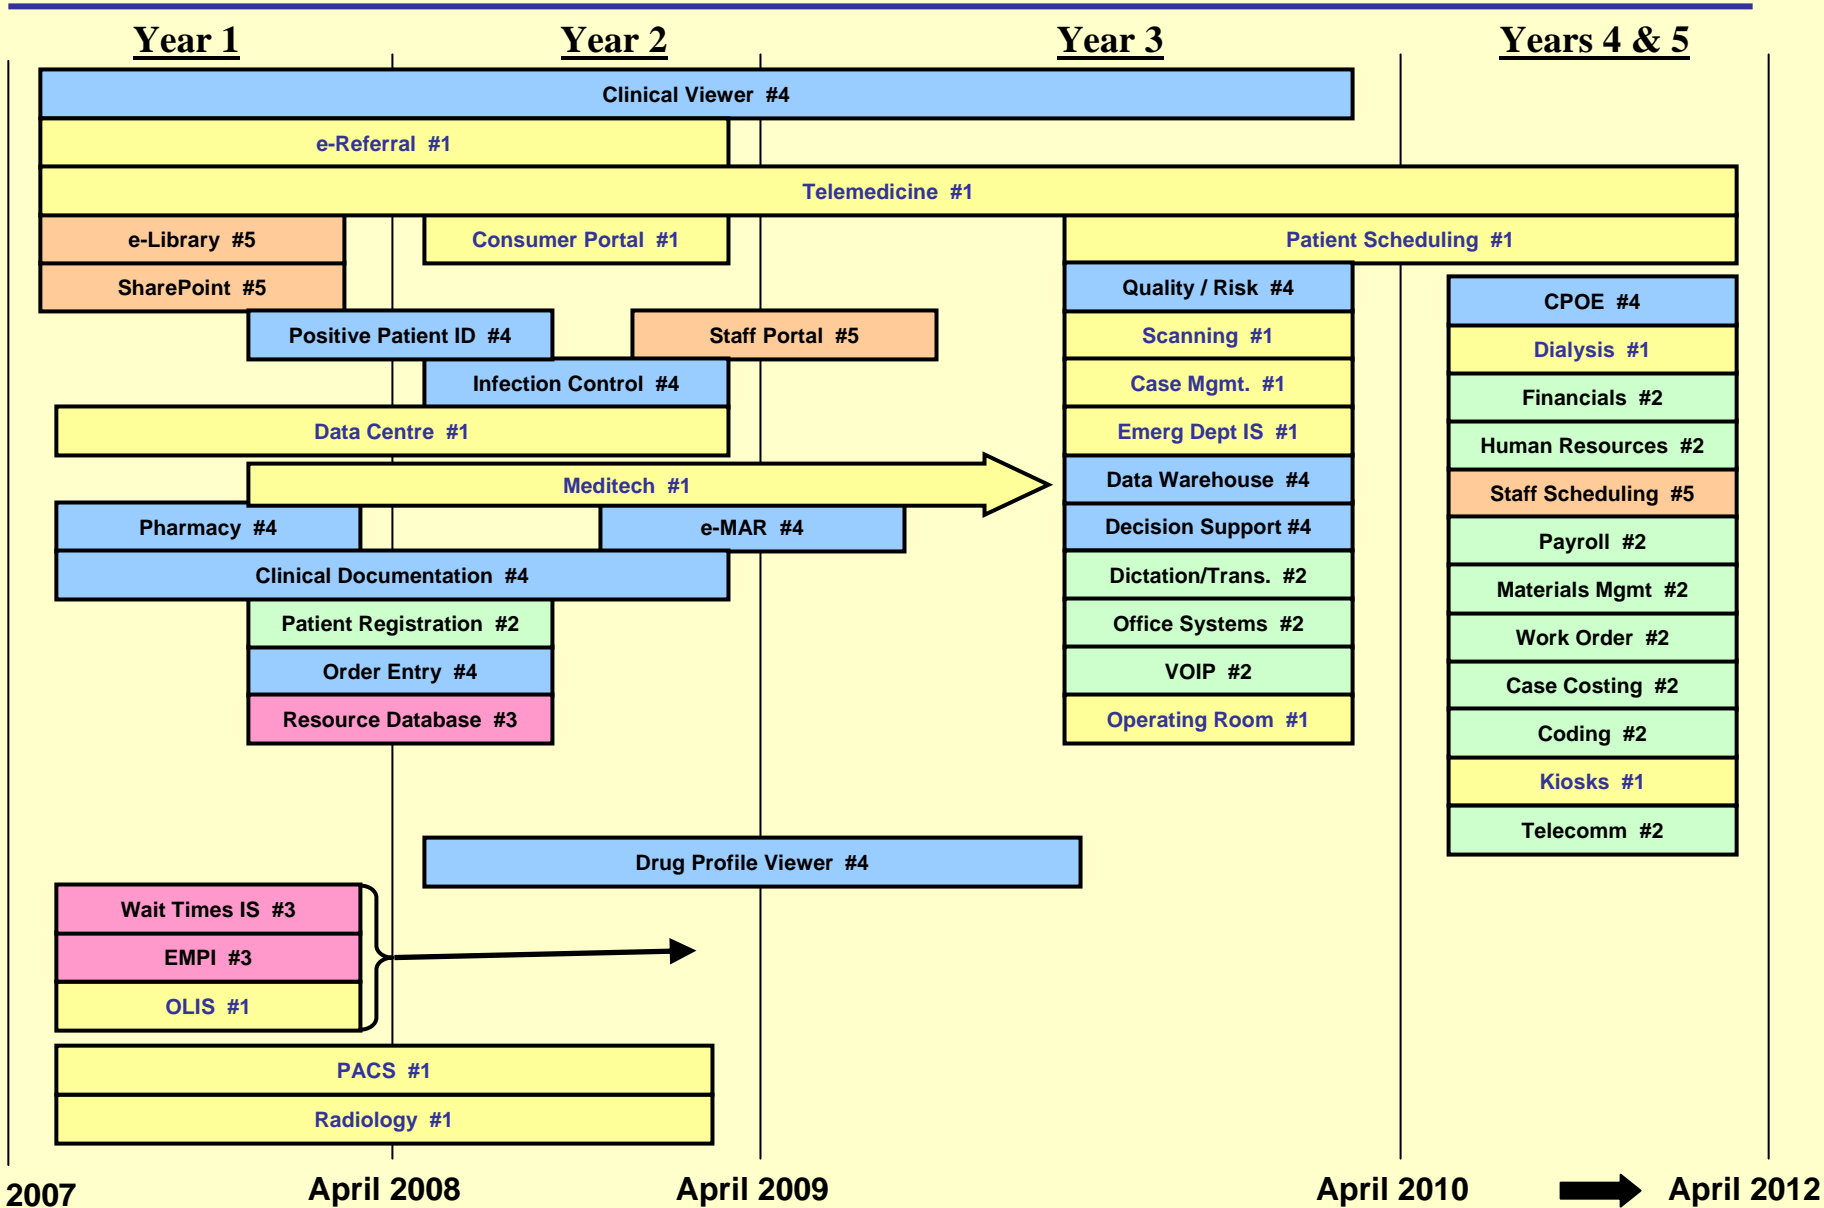 Year 1 Year 2 Year 3 Years 4 & 5
Clinical Viewer #4
e-Referral #1
Telemedicine #1
e-Library #5 Consumer Portal #1 Patient Scheduling #1
SharePoint #5 Quality / Risk #4 CPOE #4
Positive Patient ID #4 Staff Portal #5 Scanning #1 Dialysis #1
Infection Control #4 Case Mgmt. #1 Financials #2
Data Centre #1 Emerg Dept IS #1 Human Resources #2
Meditech #1 Data Warehouse #4 Staff Scheduling #5
Pharmacy #4 e-MAR #4 Decision Support #4 Payroll #2
Clinical Documentation #4 Dictation/Trans. #2 Materials Mgmt #2
Patient Registration #2 Office Systems #2 Work Order #2
Order Entry #4 VOIP #2 Case Costing #2
Resource Database #3 Operating Room #1 Coding #2
Kiosks #1
Telecomm #2
Drug Profile Viewer #4
Wait Times IS #3
EMPI #3
OLIS #1
PACS #1
Radiology #1
2007 April 2008 April 2009 April 2010 April 2012